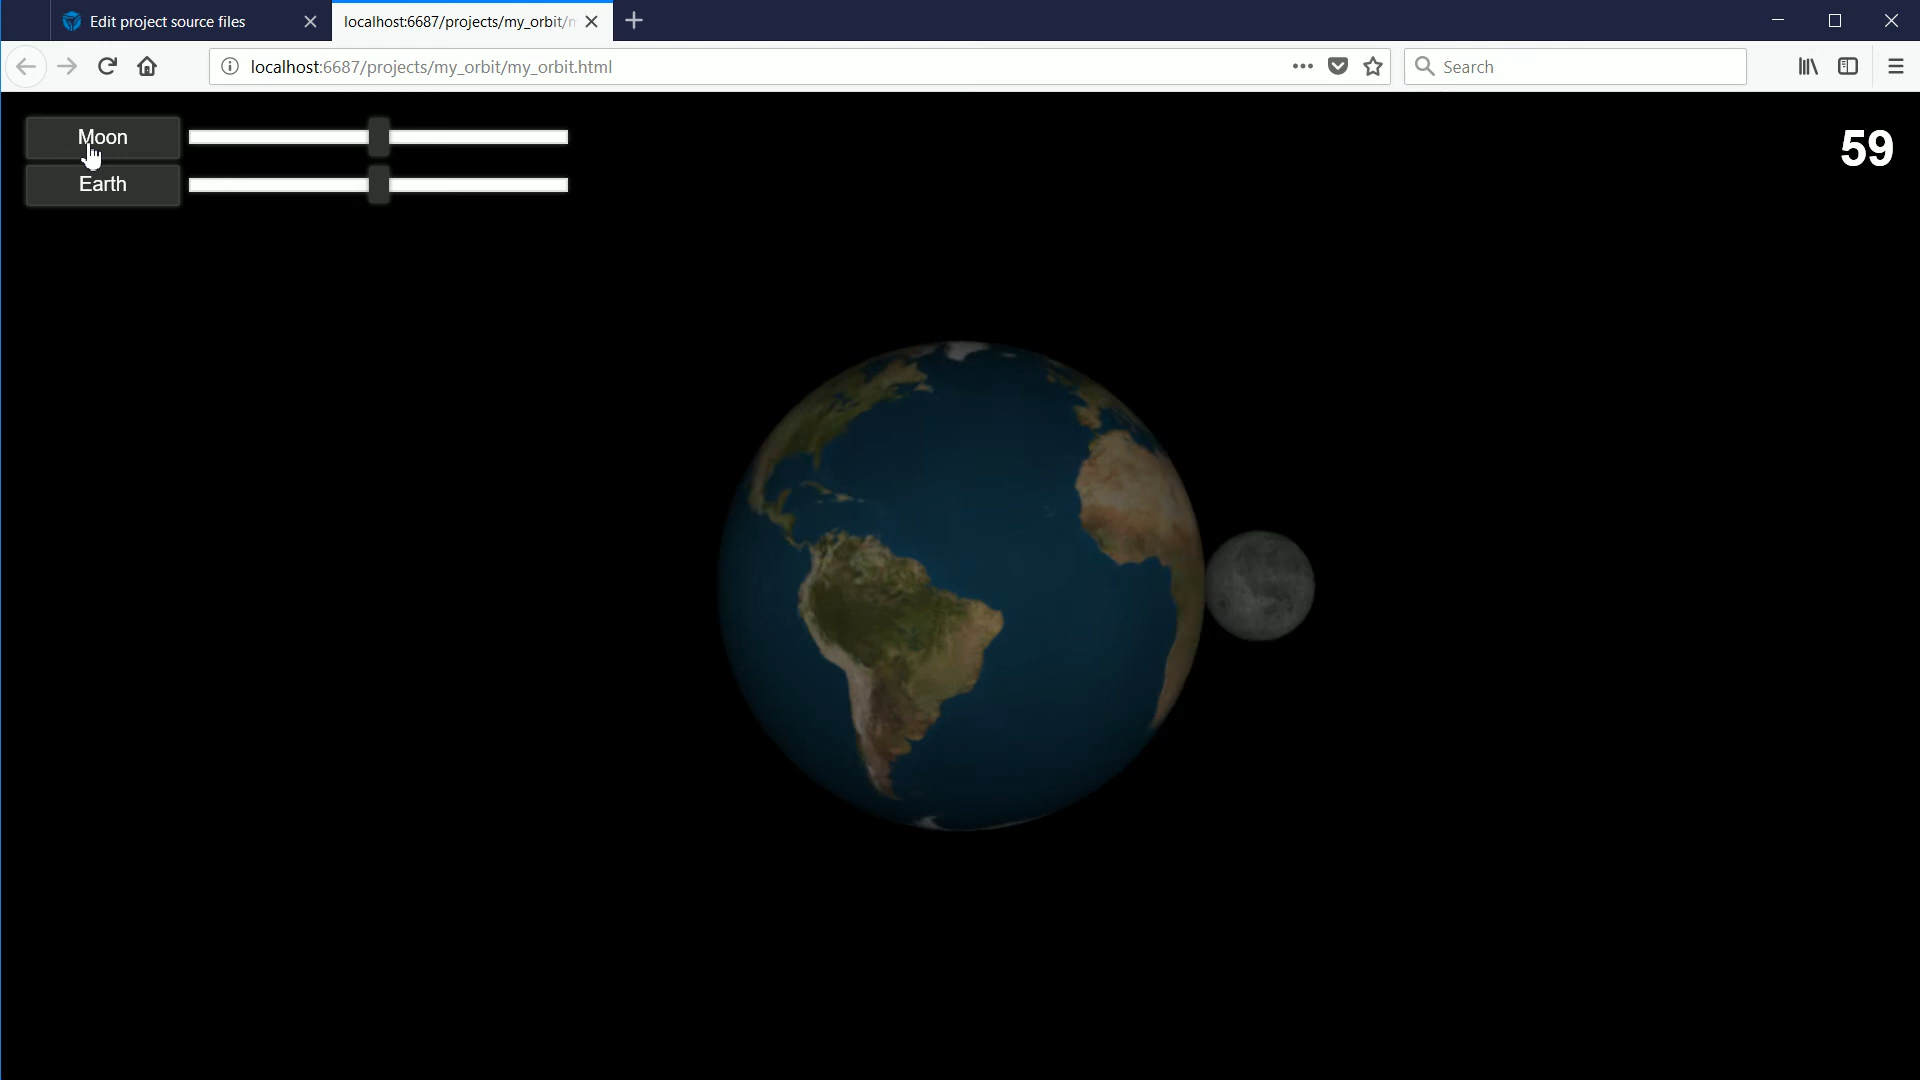 Edit project source files
localhost:6687/projects/my_orbit/m
localhost:6687/projects/my_orbit/my_orbit.html
Search
Moon
59
Earth